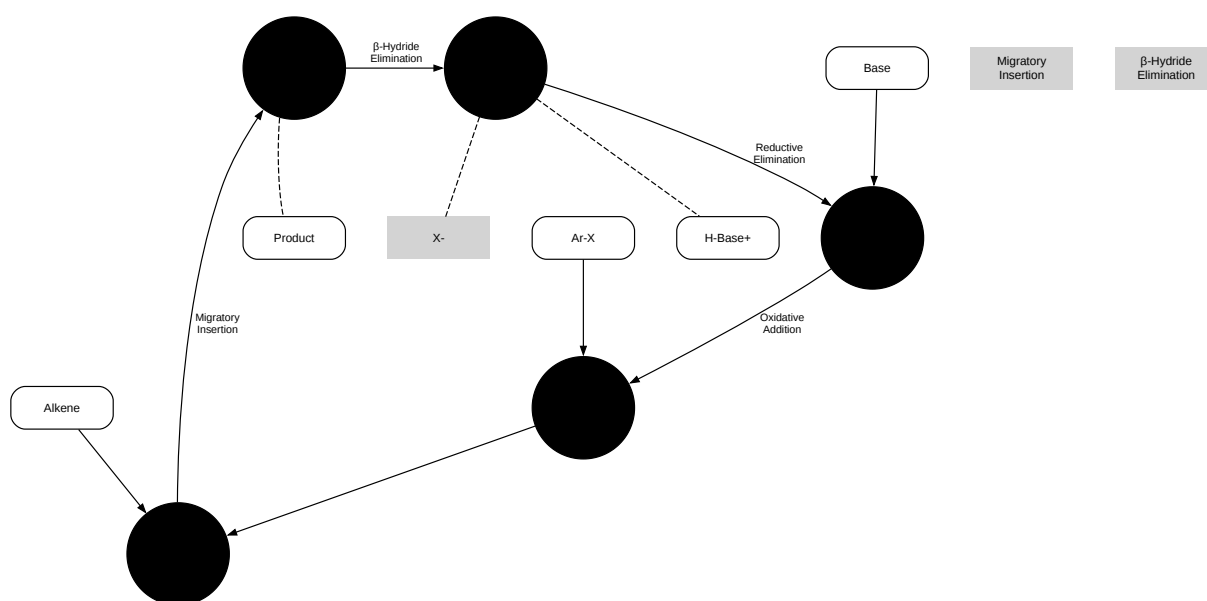 β-Hydride
Elimination
Base
Migratory
Insertion
β-Hydride
Elimination
Reductive
Elimination
Product
X-
Ar-X
H-Base+
Migratory
Insertion
Oxidative
Addition
Alkene